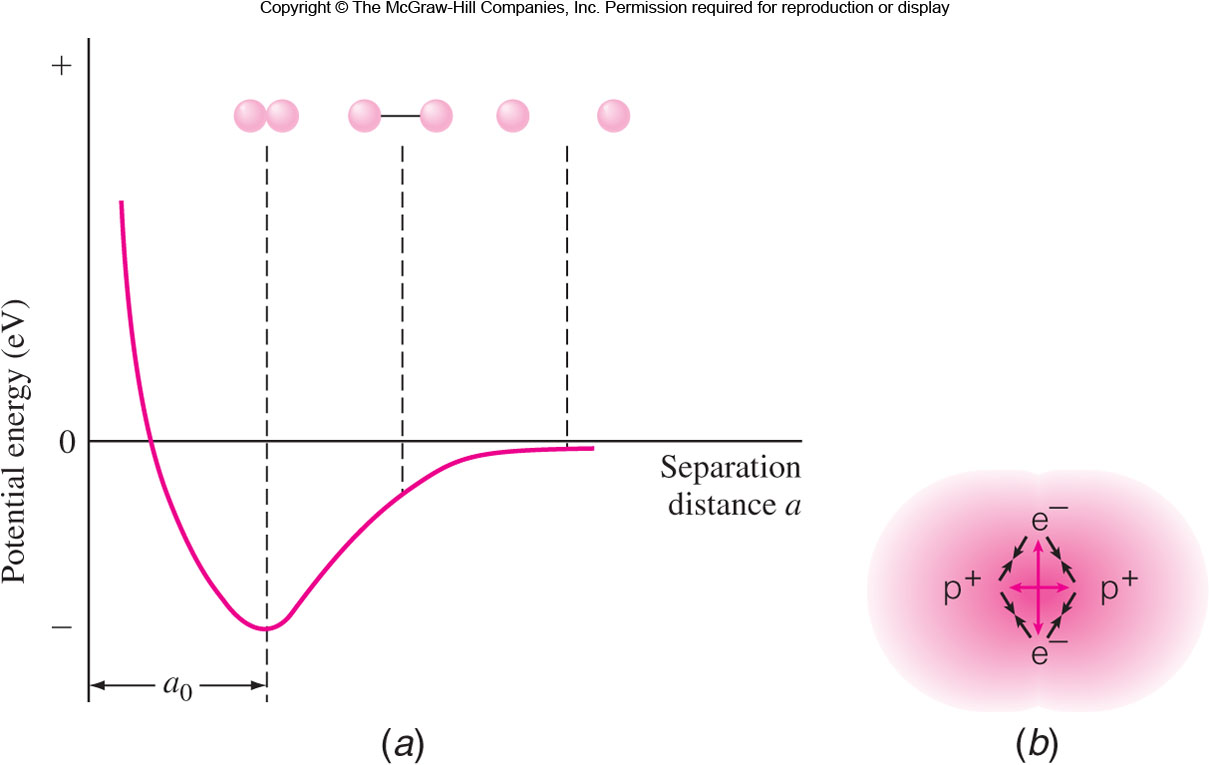 Copyright © The McGraw-Hill Companies, Inc. Permission required for reproduction or display
+
Potential energy (eV)
0
Separation
distance a
−
a₀
(a)
e⁻
p⁺ p⁺
e⁻
(b)